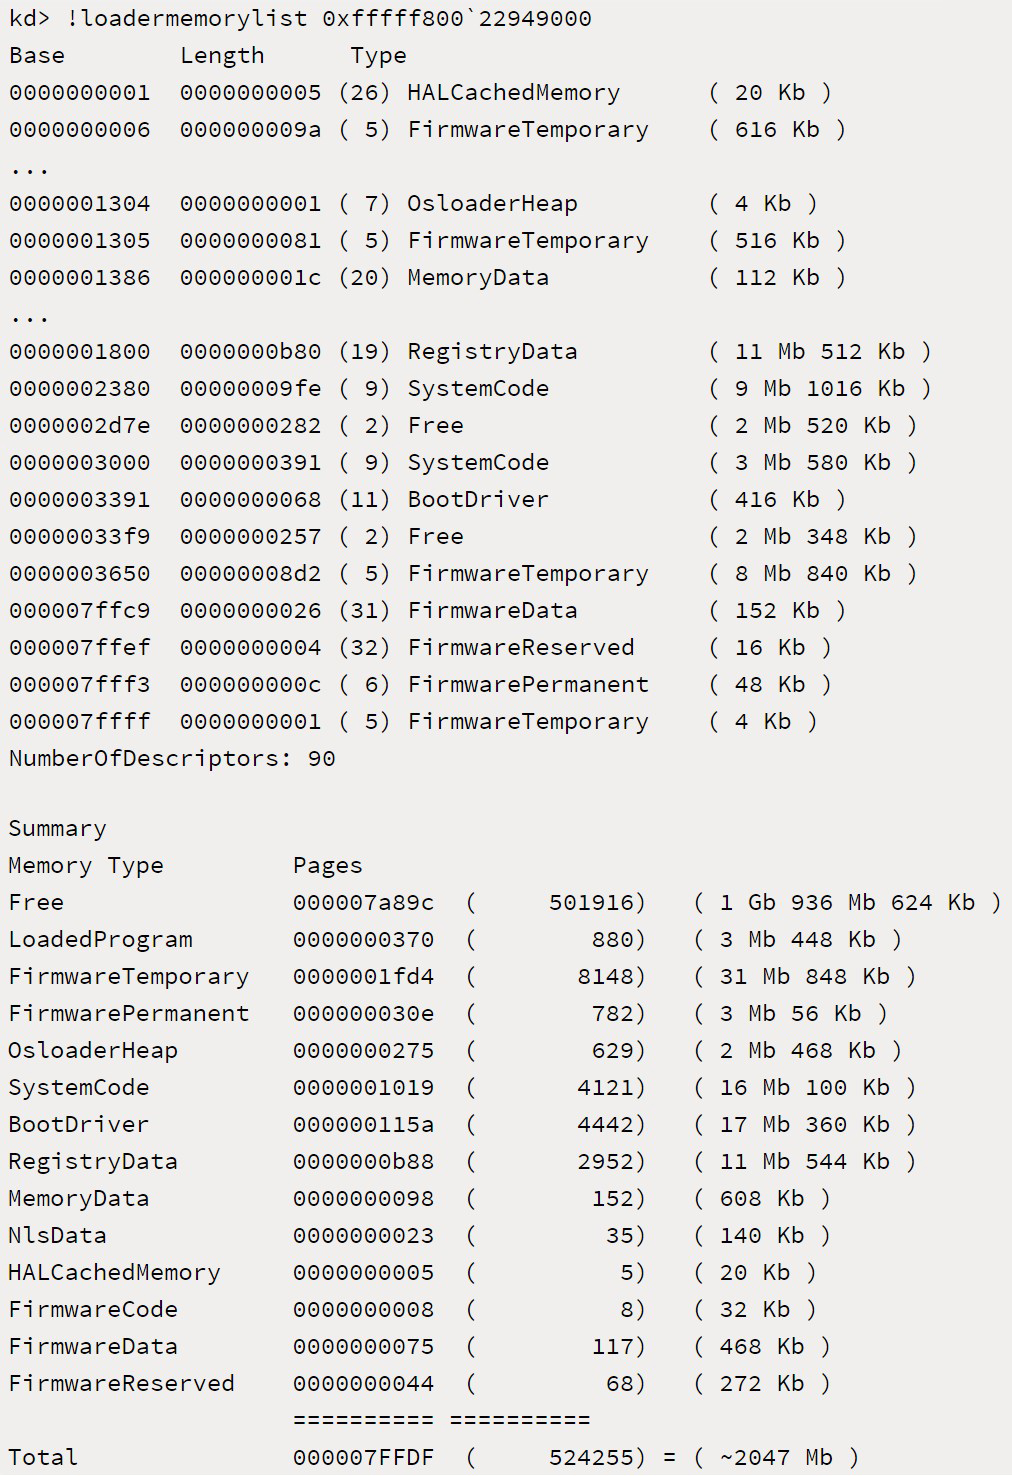 kd> !loadermemorylist 0xfffff800`22949000
Base        Length      Type
0000000001  0000000005 (26) HALCachedMemory      ( 20 Kb )
0000000006  000000009a ( 5) FirmwareTemporary    ( 616 Kb )
...
0000001304  0000000001 ( 7) OsloaderHeap         ( 4 Kb )
0000001305  0000000081 ( 5) FirmwareTemporary    ( 516 Kb )
0000001386  000000001c (20) MemoryData           ( 112 Kb )
...
0000001800  0000000b80 (19) RegistryData         ( 11 Mb 512 Kb )
0000002380  00000009fe ( 9) SystemCode           ( 9 Mb 1016 Kb )
0000002d7e  0000000282 ( 2) Free                 ( 2 Mb 520 Kb )
0000003000  0000000391 ( 9) SystemCode           ( 3 Mb 580 Kb )
0000003391  0000000068 (11) BootDriver           ( 416 Kb )
00000033f9  0000000257 ( 2) Free                 ( 2 Mb 348 Kb )
0000003650  00000008d2 ( 5) FirmwareTemporary    ( 8 Mb 840 Kb )
000007ffc9  0000000026 (31) FirmwareData         ( 152 Kb )
000007ffef  0000000004 (32) FirmwareReserved     ( 16 Kb )
000007fff3  000000000c ( 6) FirmwarePermanent    ( 48 Kb )
000007ffff  0000000001 ( 5) FirmwareTemporary    ( 4 Kb )
NumberOfDescriptors: 90
Summary
Memory Type         Pages
Free                000007a89c  (     501916)   ( 1 Gb 936 Mb 624 Kb )
LoadedProgram       0000000370  (        880)   ( 3 Mb 448 Kb )
FirmwareTemporary   0000001fd4  (       8148)   ( 31 Mb 848 Kb )
FirmwarePermanent   000000030e  (        782)   ( 3 Mb 56 Kb )
OsloaderHeap        0000000275  (        629)   ( 2 Mb 468 Kb )
SystemCode          0000001019  (       4121)   ( 16 Mb 100 Kb )
BootDriver          000000115a  (       4442)   ( 17 Mb 360 Kb )
RegistryData        0000000b88  (       2952)   ( 11 Mb 544 Kb )
MemoryData          0000000098  (        152)   ( 608 Kb )
NlsData             0000000023  (         35)   ( 140 Kb )
HALCachedMemory     0000000005  (          5)   ( 20 Kb )
FirmwareCode        0000000008  (          8)   ( 32 Kb )
FirmwareData        0000000075  (        117)   ( 468 Kb )
FirmwareReserved    0000000044  (         68)   ( 272 Kb )
                    ========== ==========
Total               000007FFDF  (     524255) = ( ~2047 Mb )